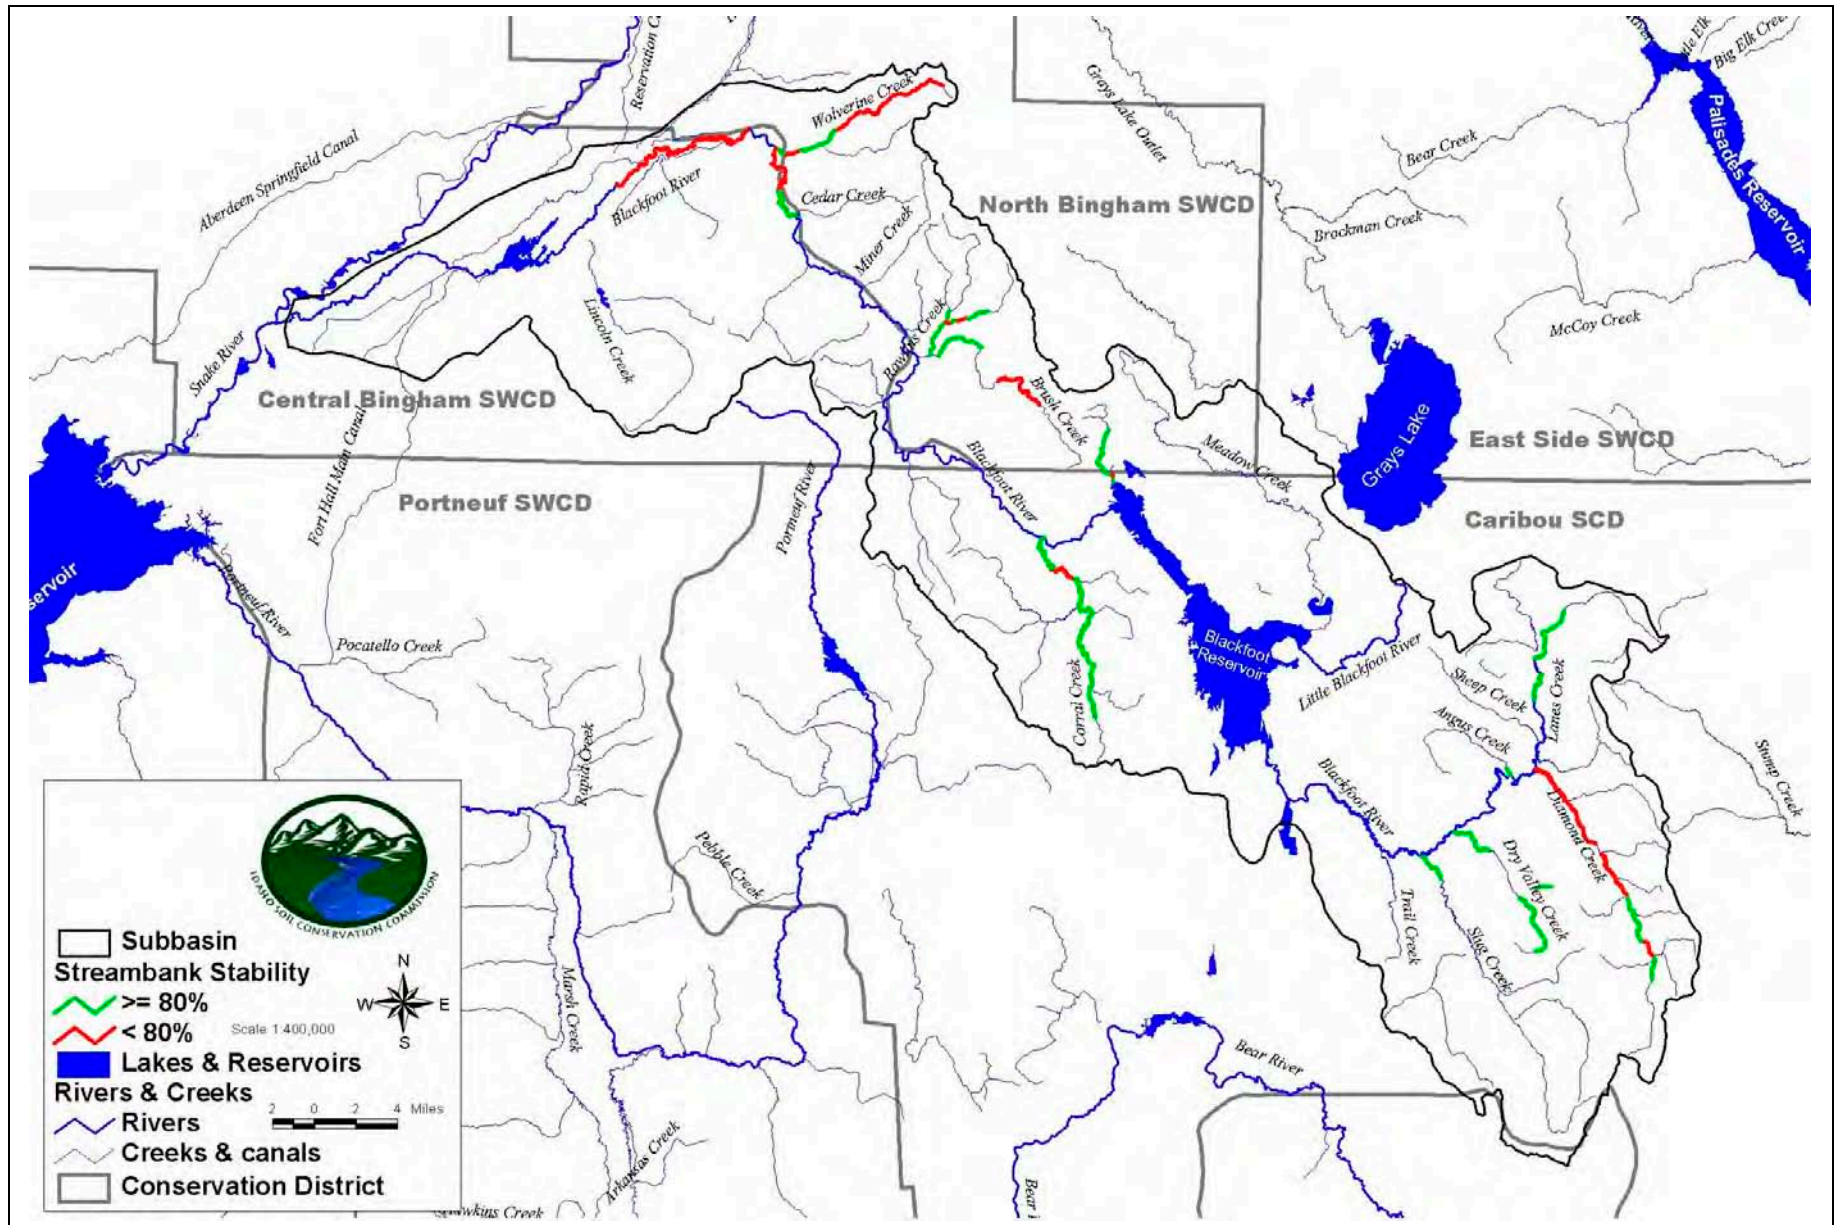 Reservation C
Grays Lake Outlet
Big Elk Creek
Palisades Reservoir
Wolverine Creek
Aberdeen Springfield Canal
Bear Creek
Blackfoot River
Cedar Creek
North Bingham SWCD
Brockman Creek
Miner Creek
McCoy Creek
Lincoln Creek
Rawlins Creek
Snake River
Central Bingham SWCD
Brush Creek
Grays Lake
East Side SWCD
Fort Hall Main Canal
Meadow Creek
Blackfoot River
Portneuf SWCD
Portneuf River
Caribou SCD
servoir
Portneuf River
Pocatello Creek
Blackfoot
Reservoir
Little Blackfoot River
Corral Creek
Sheep Creek
Lanes Creek
Angus Creek
Rapid Creek
Stump Creek
Blackfoot River
Diamond Creek
Pebble Creek
Dry Valley Creek
Trail Creek
Slug Creek
Marsh Creek
Bear River
Arkansas Creek
Bear
wkins Creek
IDAHO SOIL CONSERVATION COMMISSION
Subbasin
Streambank Stability
>= 80%
< 80%
Scale 1:400,000
N
W
E
S
Lakes & Reservoirs
Rivers & Creeks
2 0 2 4 Miles
Rivers
Creeks & canals
Conservation District